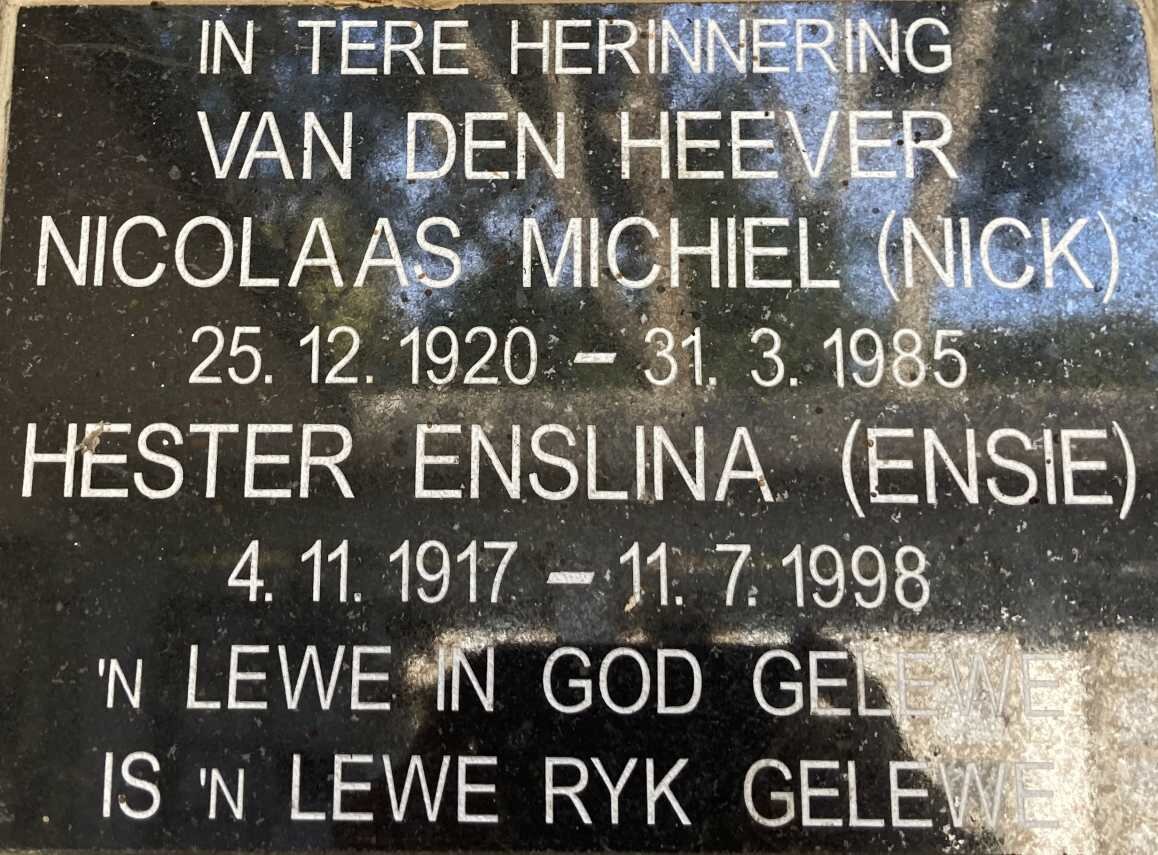 IN TERE HERINNERING
VAN DEN HEEVER
NICOLAAS MICHIEL (NICK)
25. 12. 1920 – 31. 3. 1985
HESTER ENSLINA (ENSIE)
4. 11. 1917 – 11. 7. 1998
'N LEWE IN GOD GELEWE
IS 'N LEWE RYK GELEWE